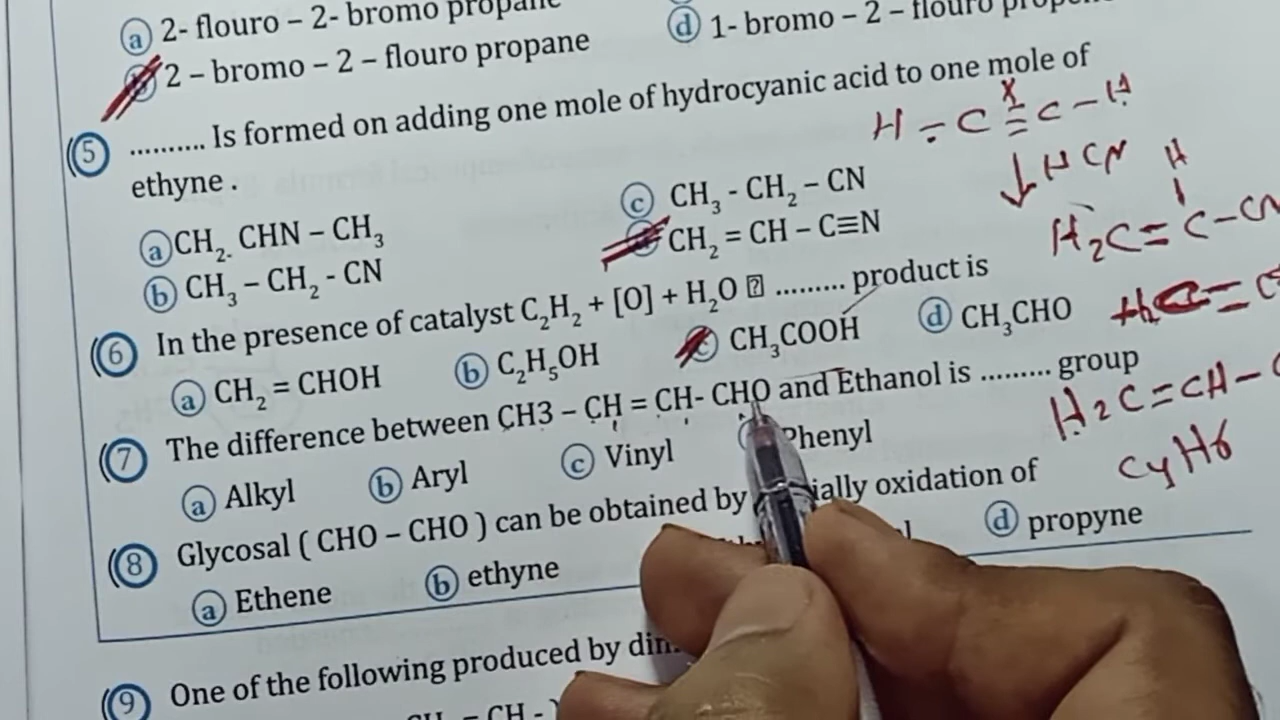 a 2- flouro – 2- bromo propane
d 1- bromo – 2 – flouro
2 – bromo – 2 – flouro propane
(5 .......... Is formed on adding one mole of hydrocyanic acid to one mole of
ethyne .
a CH2- CHN – CH3
c CH3 - CH2 – CN
b CH3 – CH2 - CN
CH2 = CH – C≡N
H - C ≡ C - H
HCN
H
H2C = C - CN
(6 In the presence of catalyst C2H2 + [O] + H2O ......... product is
a CH2 = CHOH b C2H5OH c CH3COOH d CH3CHO
(7 The difference between CH3 – CH = CH- CHO and Ethanol is ......... group
H2C = CH -
a Alkyl b Aryl c Vinyl Phenyl
C4H6
(8 Glycosal ( CHO – CHO ) can be obtained by ially oxidation of
a Ethene b ethyne d propyne
(9 One of the following produced by
= CH -